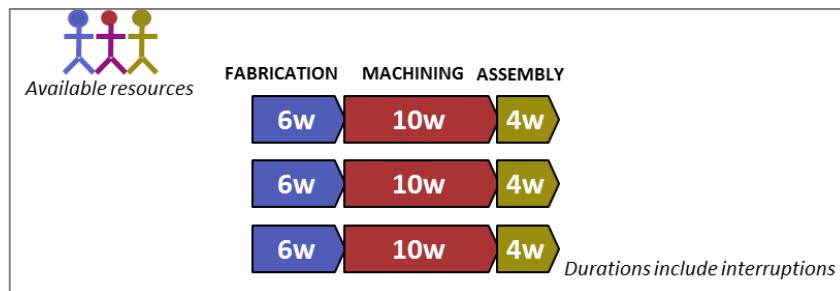 Available resources
FABRICATION MACHINING ASSEMBLY
6w 10w 4w
6w 10w 4w
6w 10w 4w
Durations include interruptions